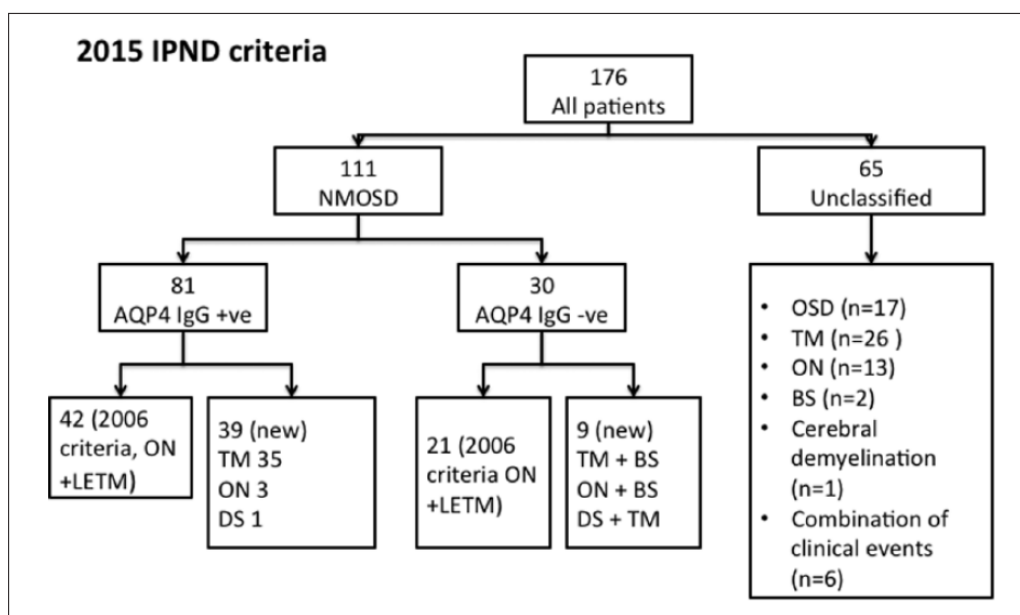 2015 IPND criteria
176
All patients
111
NMOSD
65
Unclassified
81
AQP4 IgG +ve
30
AQP4 IgG -ve
42 (2006
criteria, ON
+LETM)
39 (new)
TM 35
ON 3
DS 1
21 (2006
criteria ON
+LETM)
9 (new)
TM + BS
ON + BS
DS + TM
• OSD (n=17)
• TM (n=26 )
• ON (n=13)
• BS (n=2)
• Cerebral
demyelination
(n=1)
• Combination of
clinical events
(n=6)